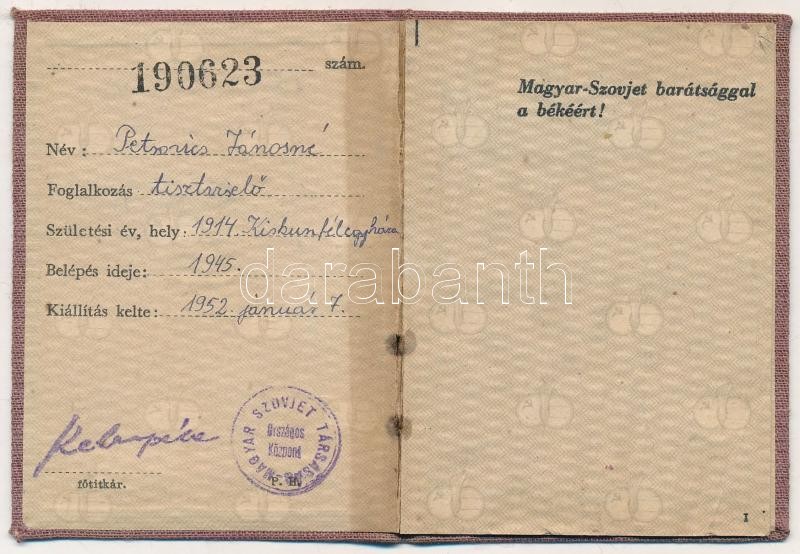 190623 szám.
Név: Petrovics Jánosné
Foglalkozás tisztviselő
Születési év, hely. 1914. Kiskunfélegyháza
Belépés ideje: 1945.
Kiállítás kelte: 1952. január 7.
MAGYAR SZOVJET TÁRSASÁG
Országos
Központ
P. H.
főtitkár.
Magyar-Szovjet barátsággal
a békéért!
1
darabanth